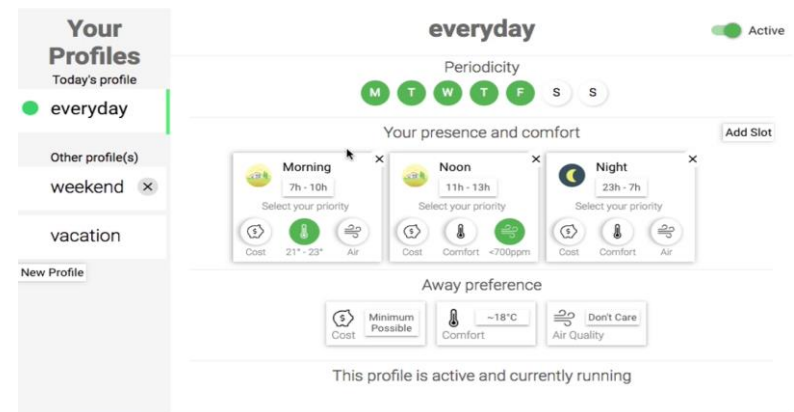 Your
Profiles
Today's profile
everyday
Other profile(s)
weekend ×
vacation
New Profile
everyday
Active
Periodicity
M T W T F S S
Your presence and comfort
Add Slot
×
Morning
7h - 10h
Select your priority
Cost 21° - 23° Air
×
Noon
11h - 13h
Select your priority
Cost Comfort <700ppm
×
Night
23h - 7h
Select your priority
Cost Comfort Air
Away preference
Minimum
Possible
Cost
~18°C
Comfort
Don't Care
Air Quality
This profile is active and currently running